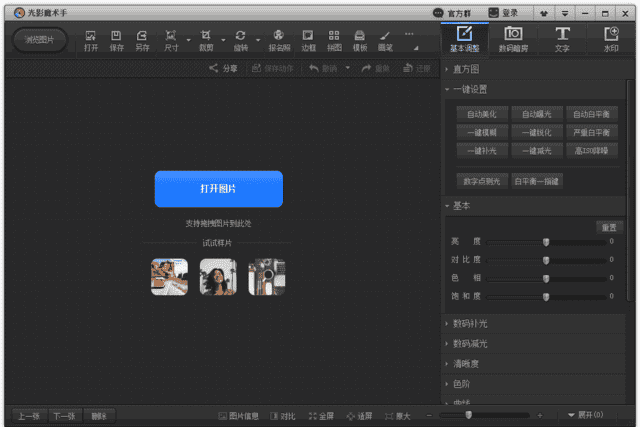 光影魔术手 官方群 登录
浏览图片 打开 保存 另存 尺寸 裁剪 旋转 报名照 边框 拼图 模板 画笔 ... 基本调整 数码暗房 文字 水印
分享 保存动作 撤销 重做 还原
直方图
一键设置
自动美化 自动曝光 自动白平衡
一键模糊 一键锐化 严重白平衡
一键补光 一键减光 高ISO降噪
数字点测光 白平衡一指键
打开图片
支持拖拽图片到此处
试试样片
基本
重置
亮 度 0
对比度 0
色 相 0
饱和度 0
数码补光
数码减光
清晰度
色阶
曲线
上一张 下一张 删除 图片信息 对比 全屏 适屏 原大 展开(0)